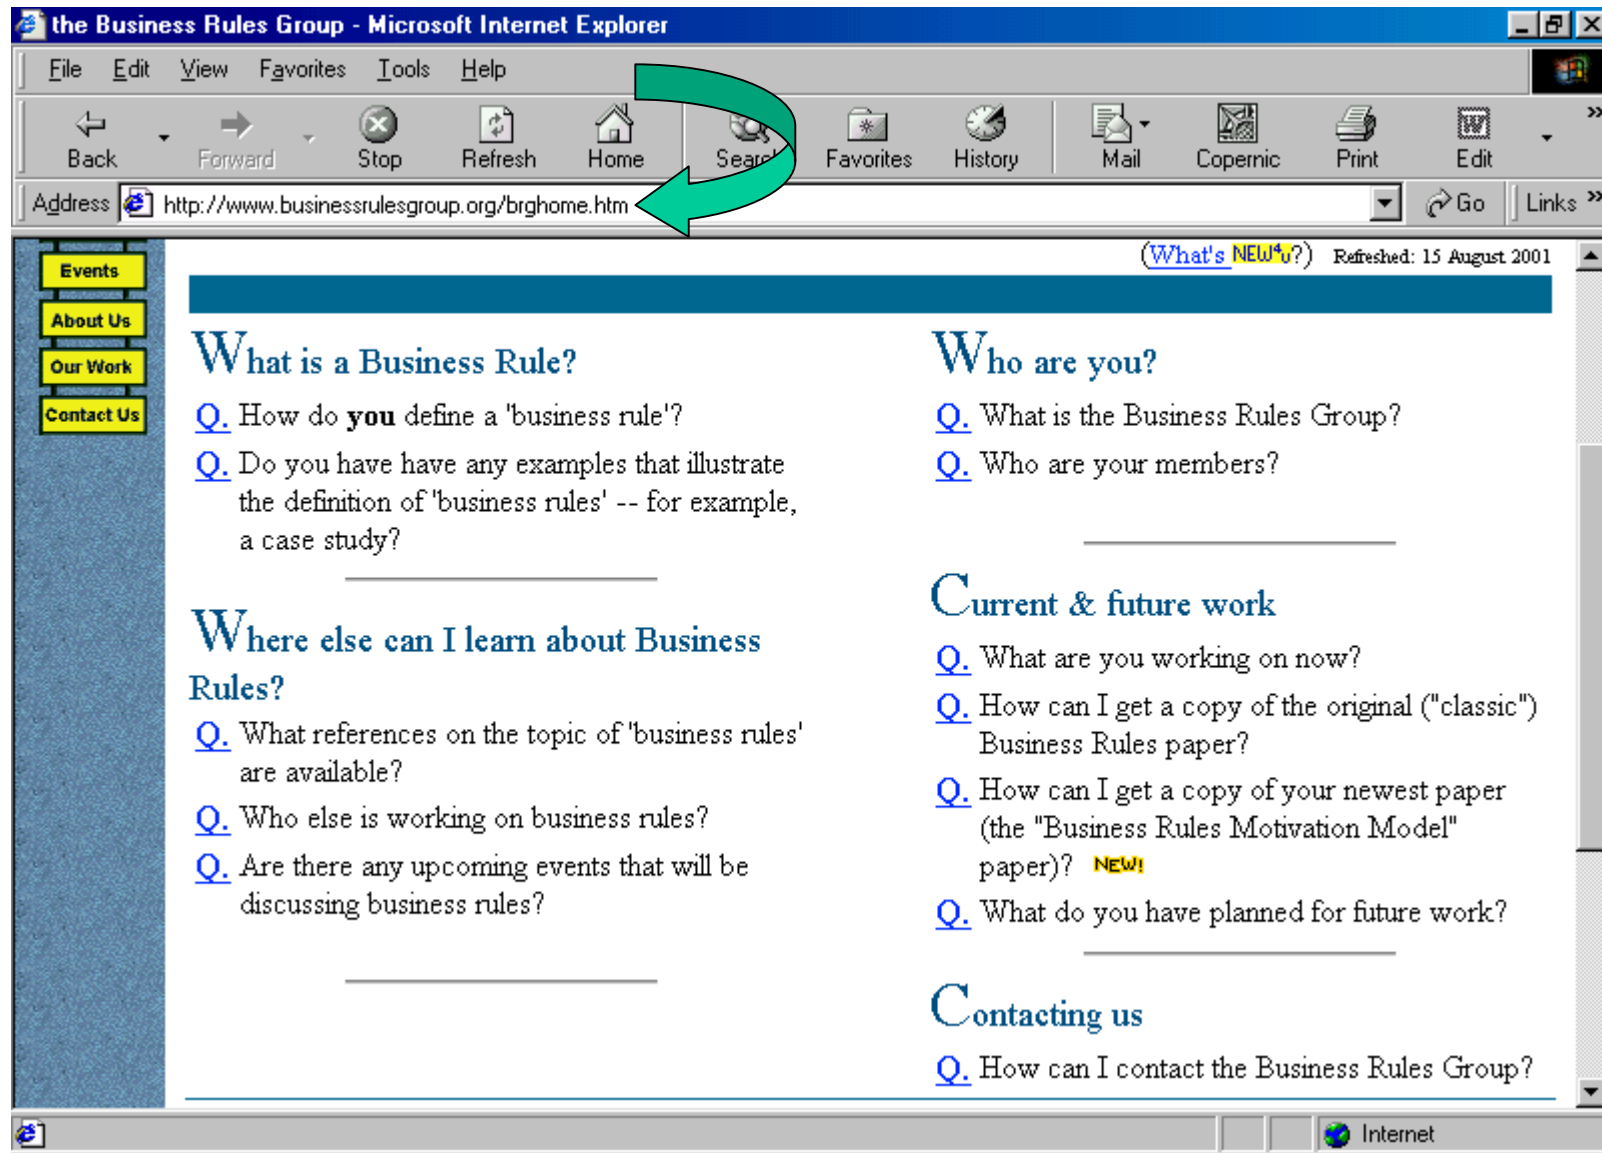 the Business Rules Group - Microsoft Internet Explorer
File Edit View Favorites Tools Help
Back Forward Stop Refresh Home Search Favorites History Mail Copernic Print Edit »
Address http://www.businessrulesgroup.org/brghome.htm Go Links »
(What's NEW4u?) Refreshed: 15 August 2001
Events
About Us
Our Work
Contact Us
What is a Business Rule?
Q. How do you define a 'business rule'?
Q. Do you have have any examples that illustrate
the definition of 'business rules' -- for example,
a case study?
Where else can I learn about Business
Rules?
Q. What references on the topic of 'business rules'
are available?
Q. Who else is working on business rules?
Q. Are there any upcoming events that will be
discussing business rules?
Who are you?
Q. What is the Business Rules Group?
Q. Who are your members?
Current & future work
Q. What are you working on now?
Q. How can I get a copy of the original ("classic")
Business Rules paper?
Q. How can I get a copy of your newest paper
(the "Business Rules Motivation Model"
paper)? NEW!
Q. What do you have planned for future work?
Contacting us
Q. How can I contact the Business Rules Group?
Internet